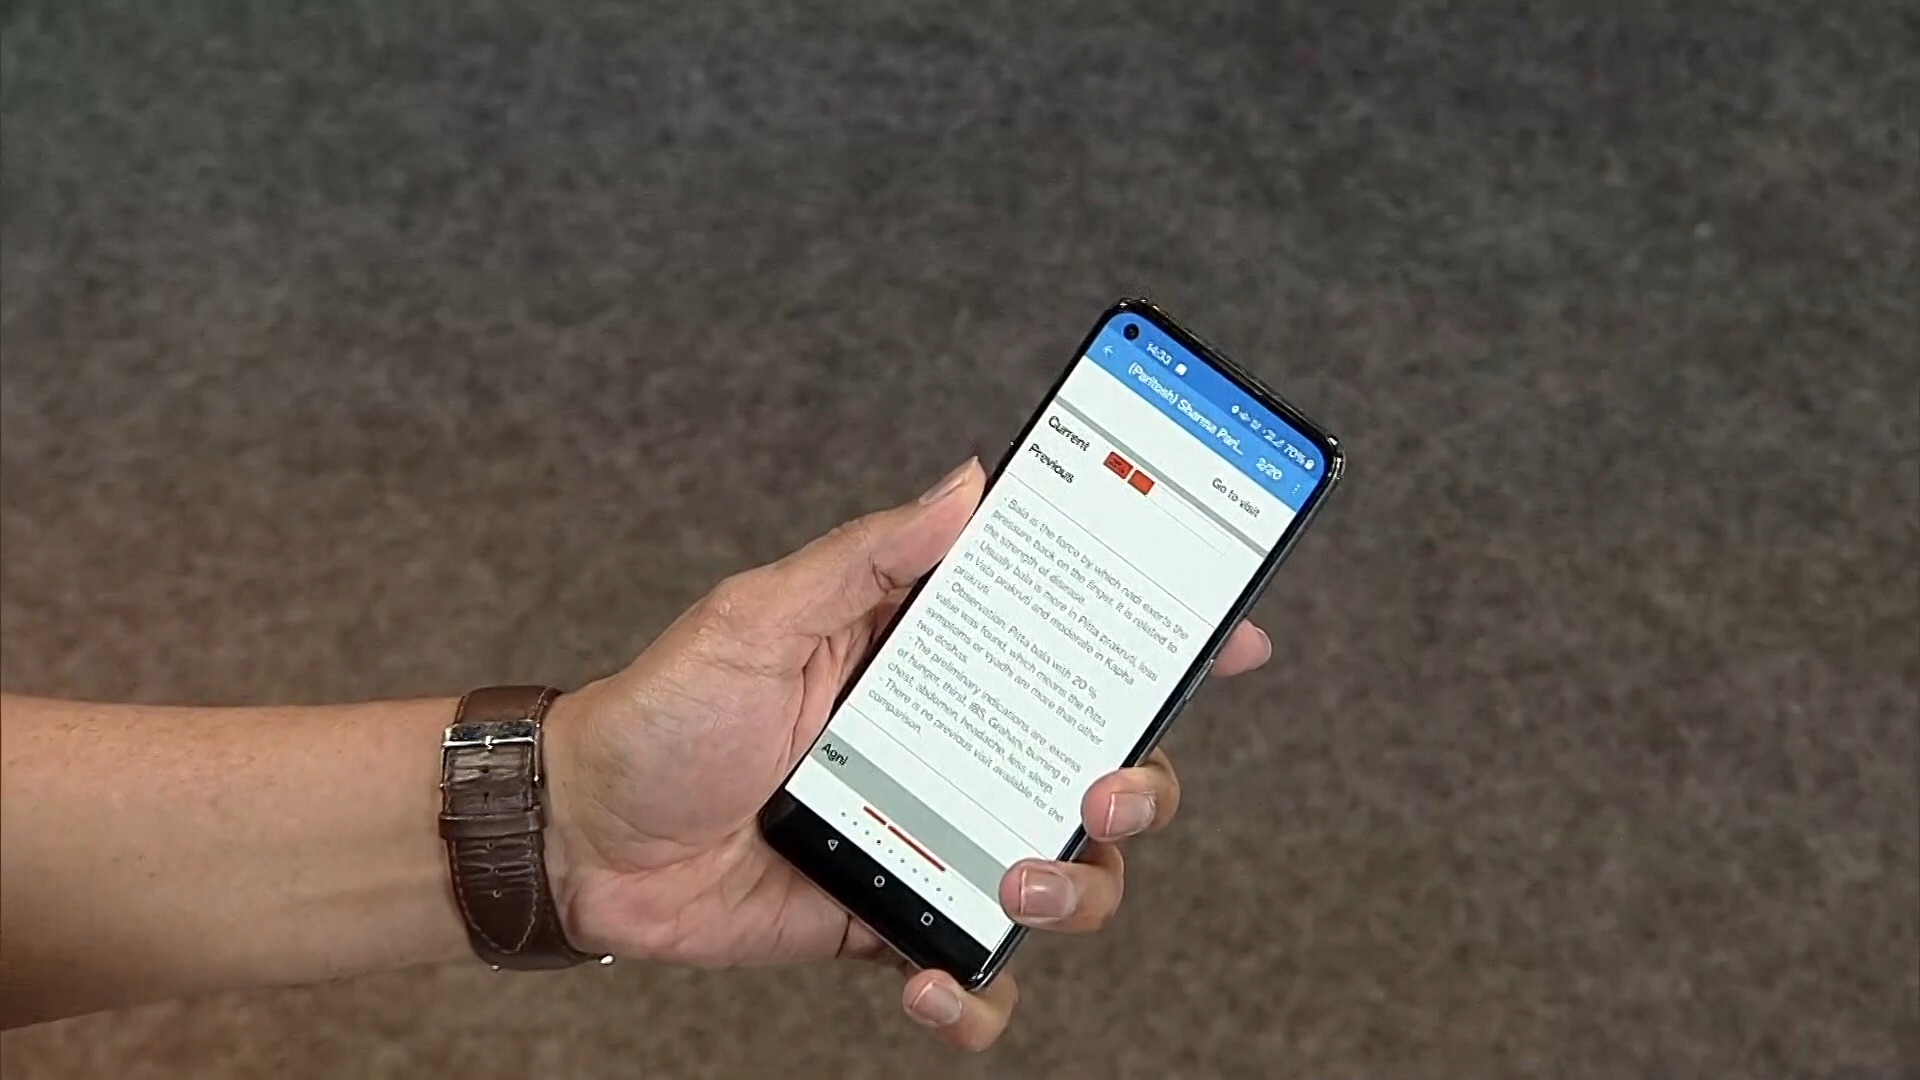 14:33 70%
(Paritosh) Sharma Pari... 2/20
Go to visit
Current
Previous
- Bala is the force by which nadi exerts the
pressure back on the finger. It is related to
the strength of disease.
- Usually bala is more in Pitta prakruti, less
in Vata prakruti and moderate in Kapha
prakruti.
- Observation: Pitta bala with 20 %
value was found, which means the Pitta
symptoms or vyadhi are more than other
two doshas.
- The preliminary indications are excess
of hunger, thirst, IBS, Grahani, burning in
chest, abdomen, headache, less sleep.
- There is no previous visit available for the
comparison.
Agni